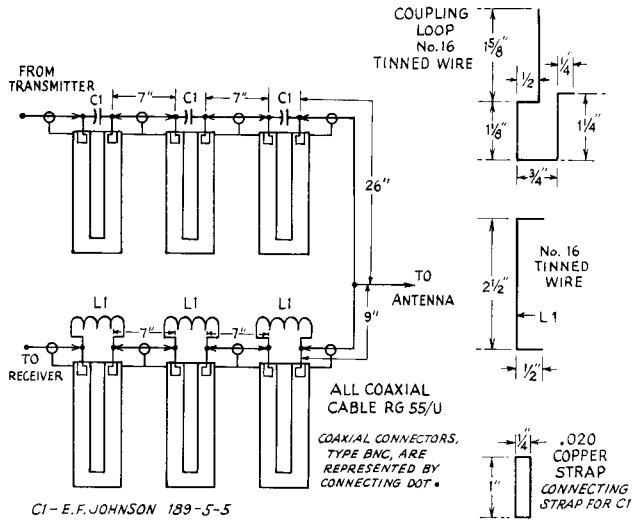 COUPLING
LOOP
No. 16
TINNED WIRE
1 5/8"
1/2
1/4"
1 1/8"
1 1/4"
3/4"
FROM
TRANSMITTER
C1
7"
C1
7"
C1
26"
TO
ANTENNA
9"
No. 16
TINNED
WIRE
2 1/2"
L1
1/2"
L1
7"
L1
7"
L1
TO
RECEIVER
ALL COAXIAL
CABLE RG 55/U
COAXIAL CONNECTORS,
TYPE BNC, ARE
REPRESENTED BY
CONNECTING DOT •
1/4"
1"
.020
COPPER
STRAP
CONNECTING
STRAP FOR C1
C1 - E.F. JOHNSON 189-5-5